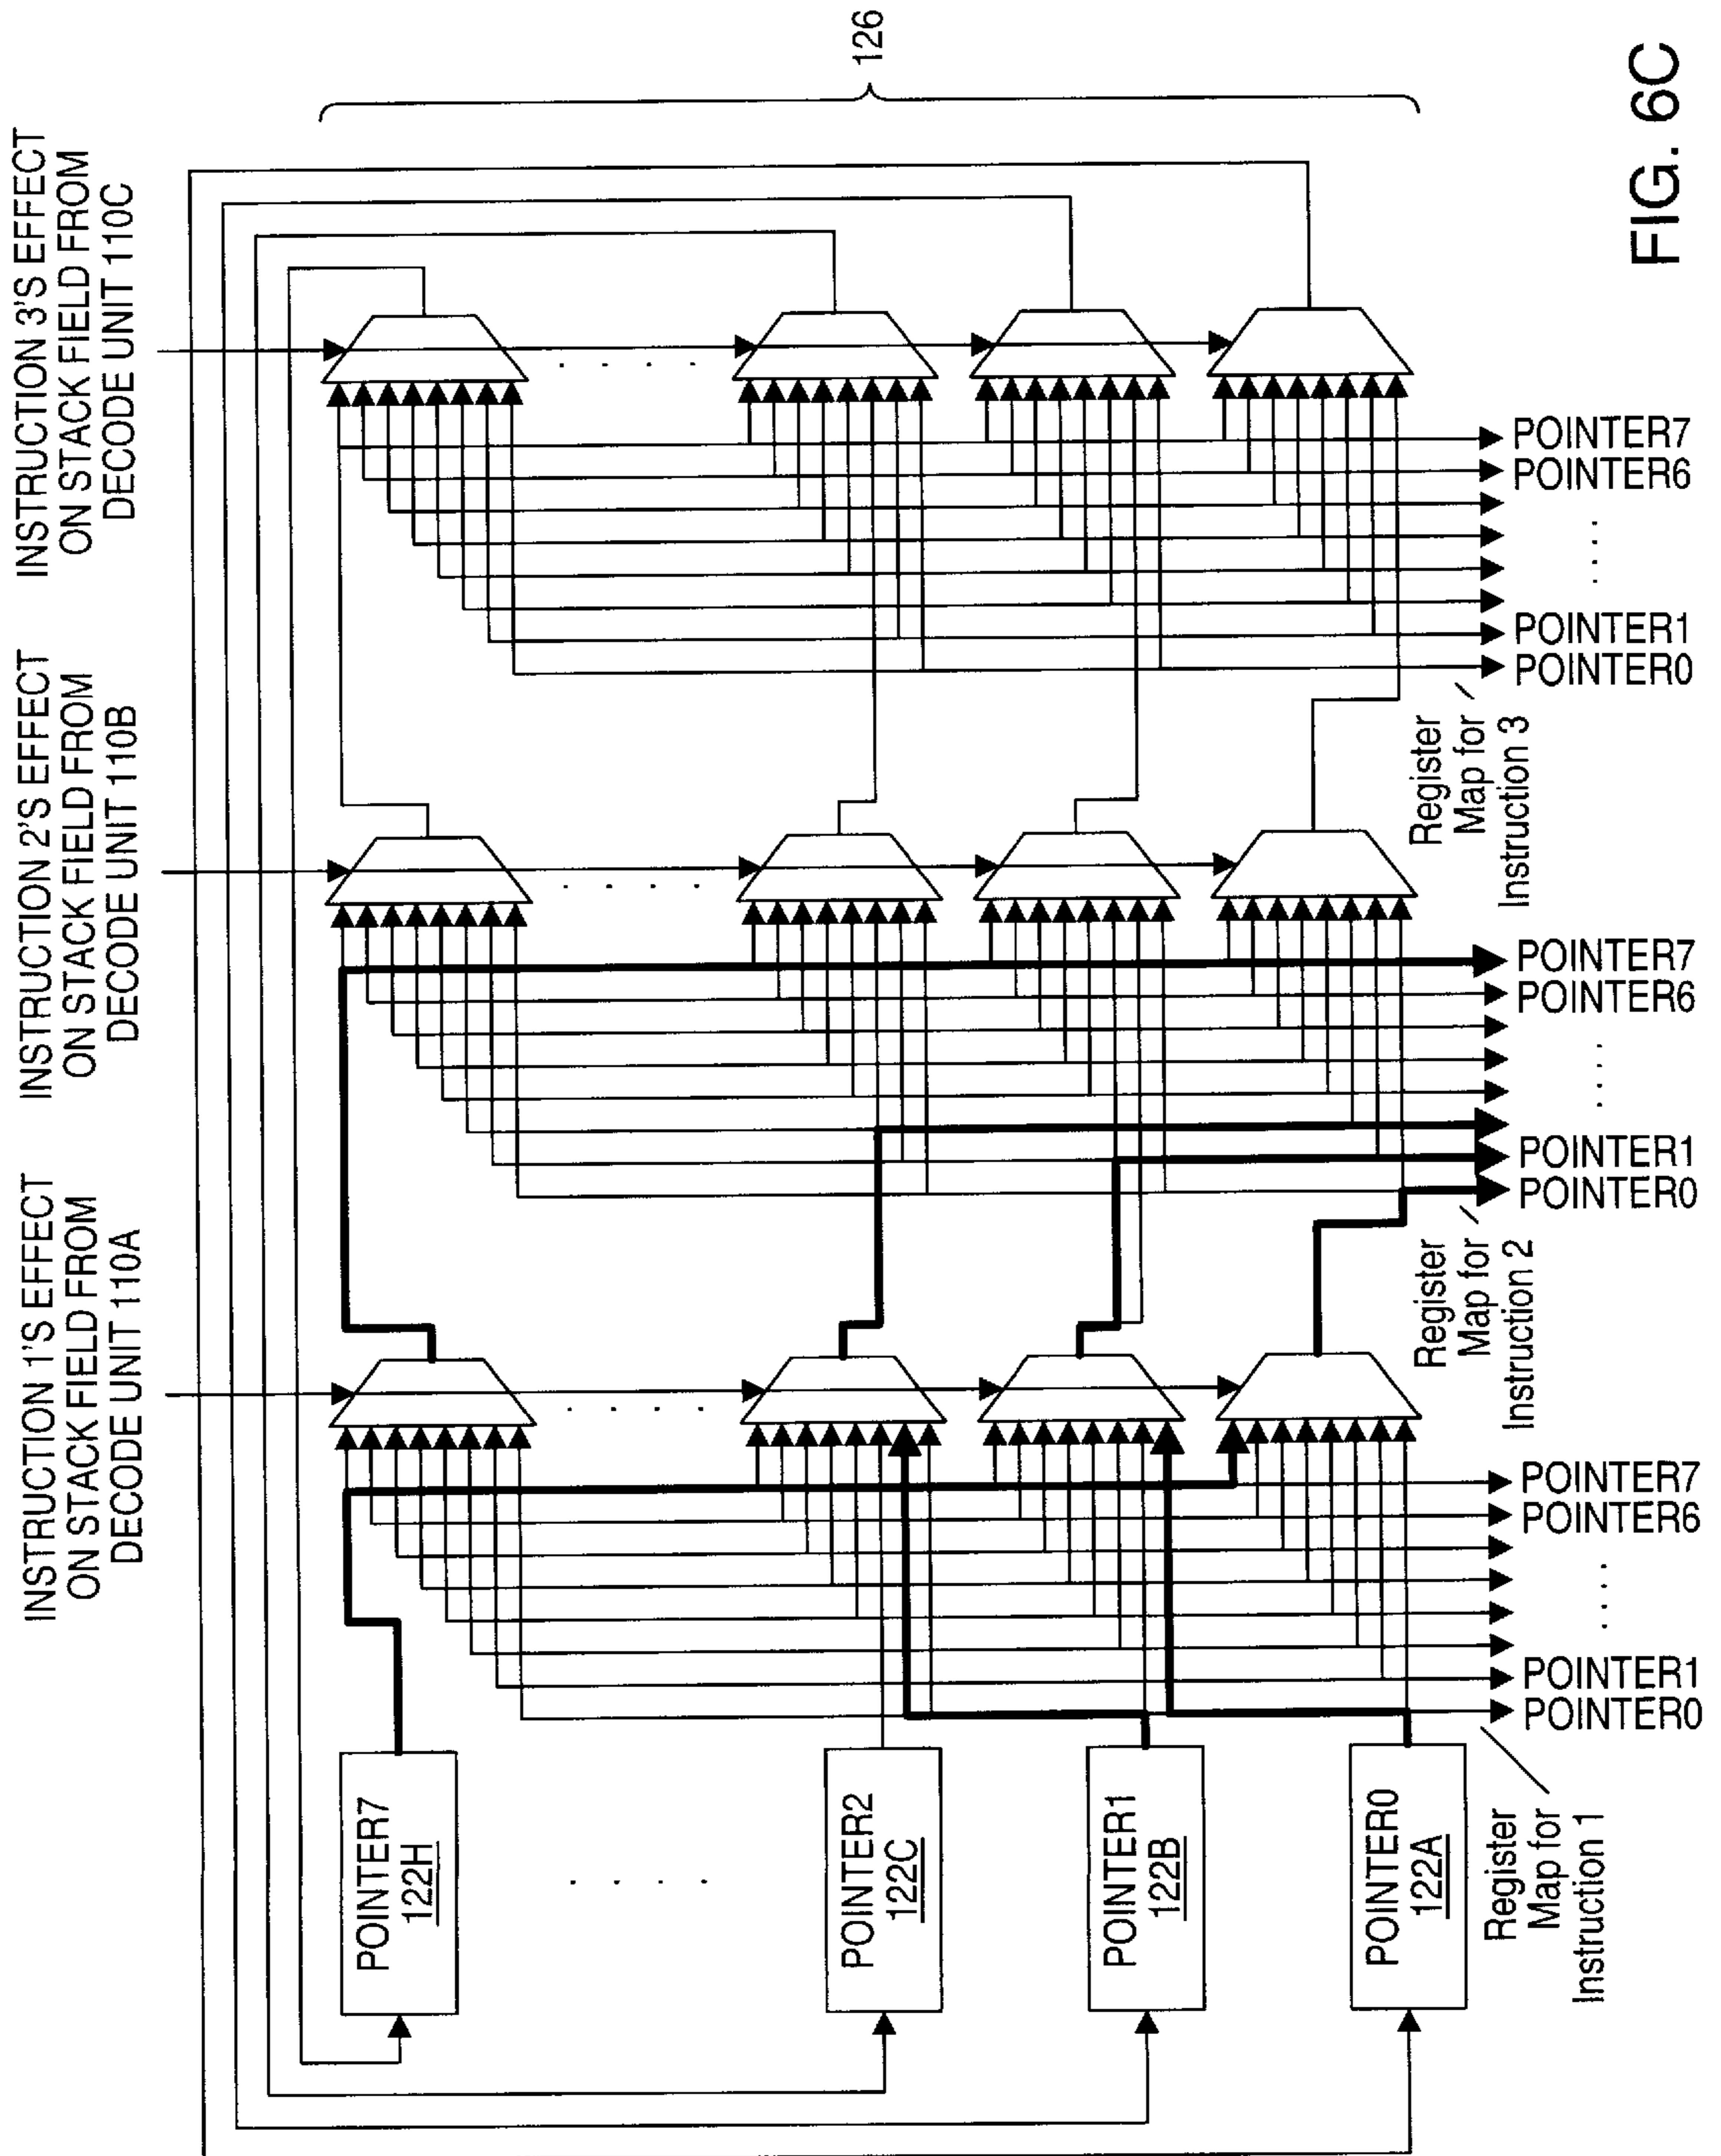 INSTRUCTION 1'S EFFECT
ON STACK FIELD FROM
DECODE UNIT 110A
INSTRUCTION 2'S EFFECT
ON STACK FIELD FROM
DECODE UNIT 110B
INSTRUCTION 3'S EFFECT
ON STACK FIELD FROM
DECODE UNIT 110C
POINTER7
122H
. . . .
POINTER2
122C
POINTER1
122B
POINTER0
122A
. . . .
. . . .
. . . .
126
Register
Map for
Instruction 1
POINTER0
POINTER1
. . . .
POINTER6
POINTER7
Register
Map for
Instruction 2
POINTER0
POINTER1
. . . .
POINTER6
POINTER7
Register
Map for
Instruction 3
POINTER0
POINTER1
. . . .
POINTER6
POINTER7
FIG. 6C